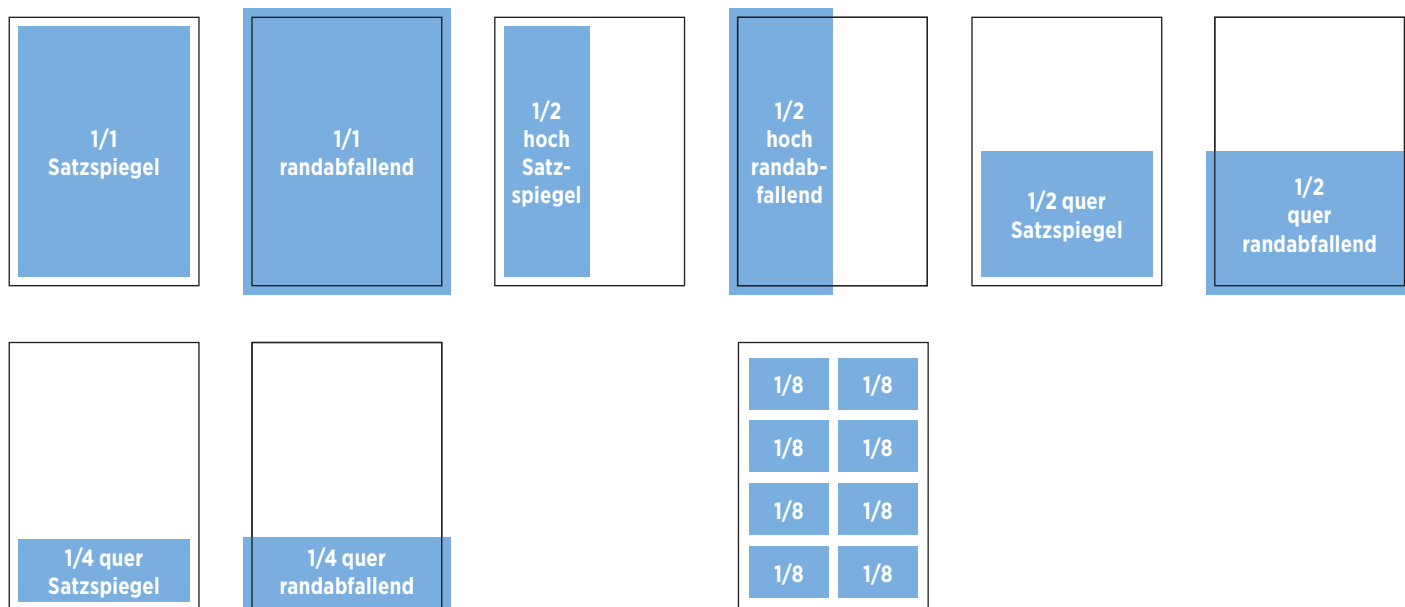 1/1
Satzspiegel
1/1
randabfallend
1/2
hoch
Satz-
spiegel
1/2
hoch
randab-
fallend
1/2 quer
Satzspiegel
1/2
quer
randabfallend
1/4 quer
Satzspiegel
1/4 quer
randabfallend
1/8 1/8
1/8 1/8
1/8 1/8
1/8 1/8